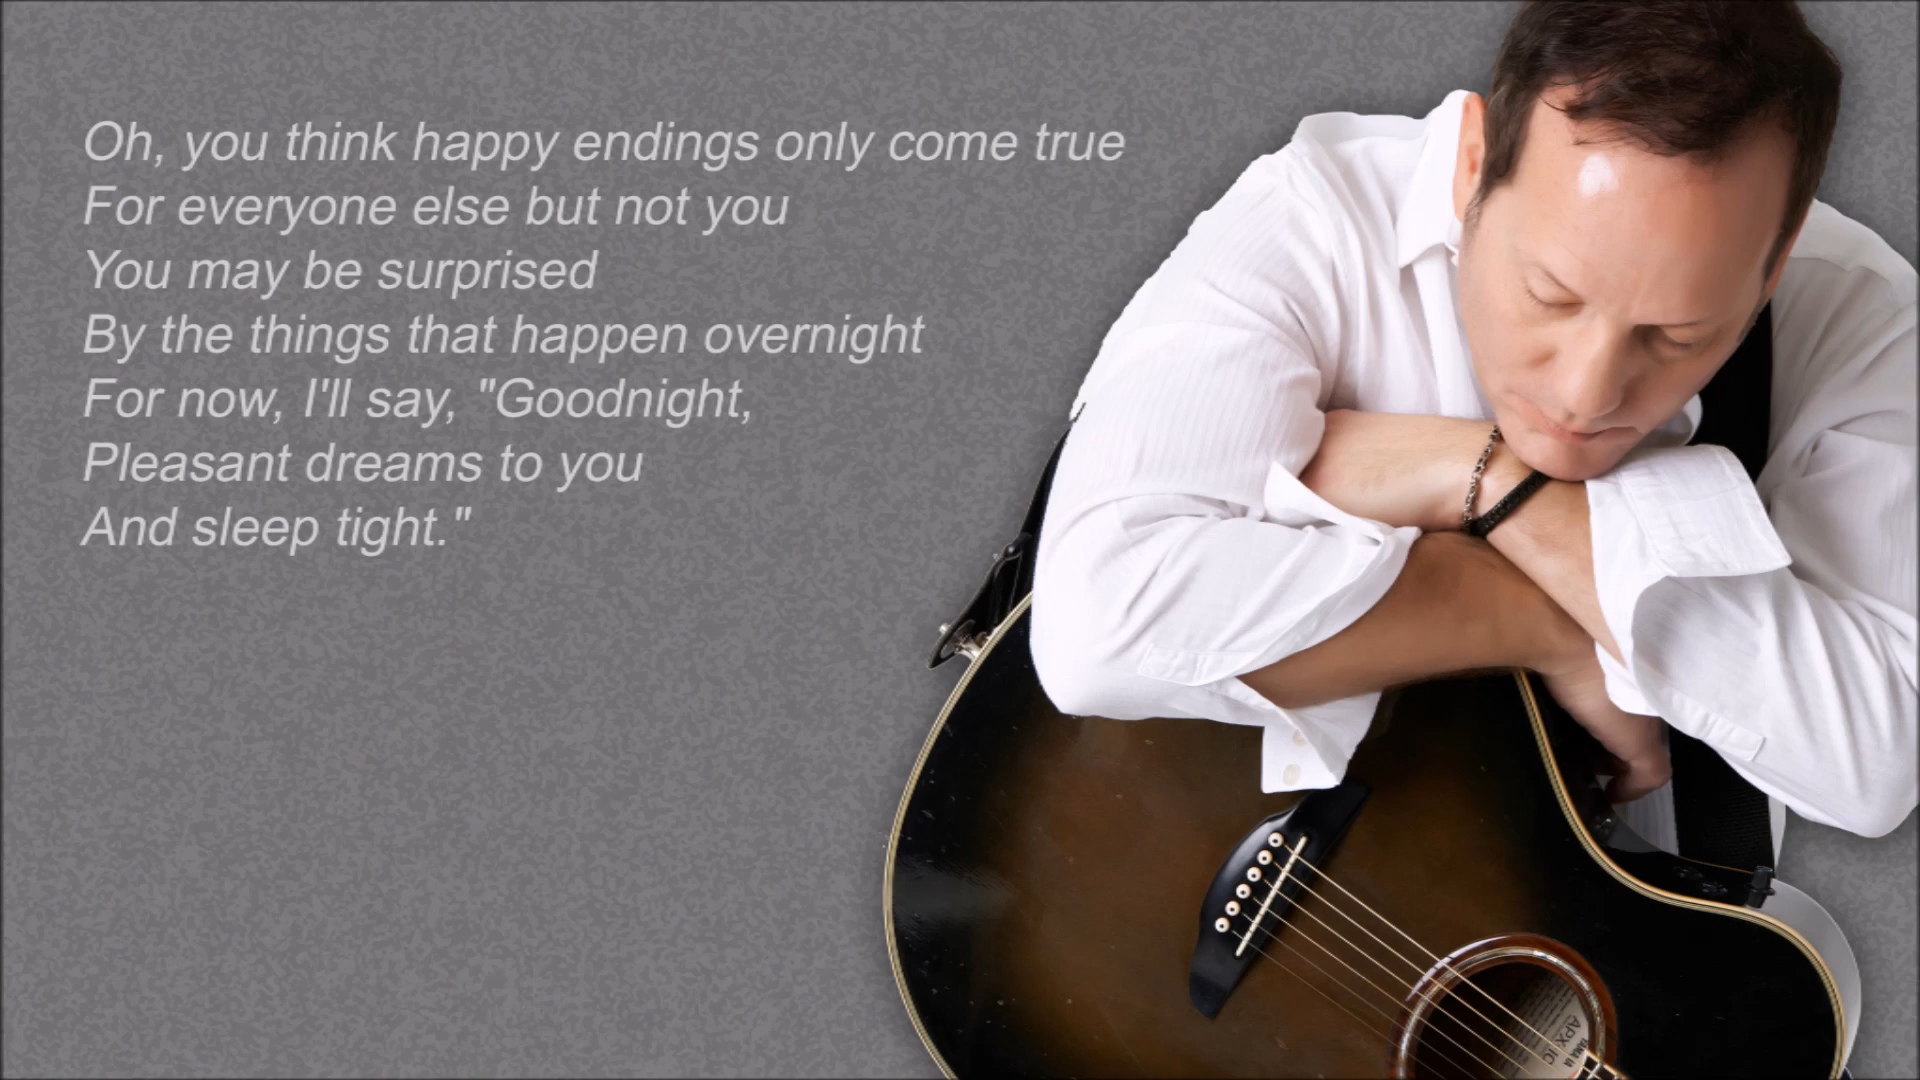 Oh, you think happy endings only come true
For everyone else but not you
You may be surprised
By the things that happen overnight
For now, I'll say, "Goodnight,
Pleasant dreams to you
And sleep tight."
APX